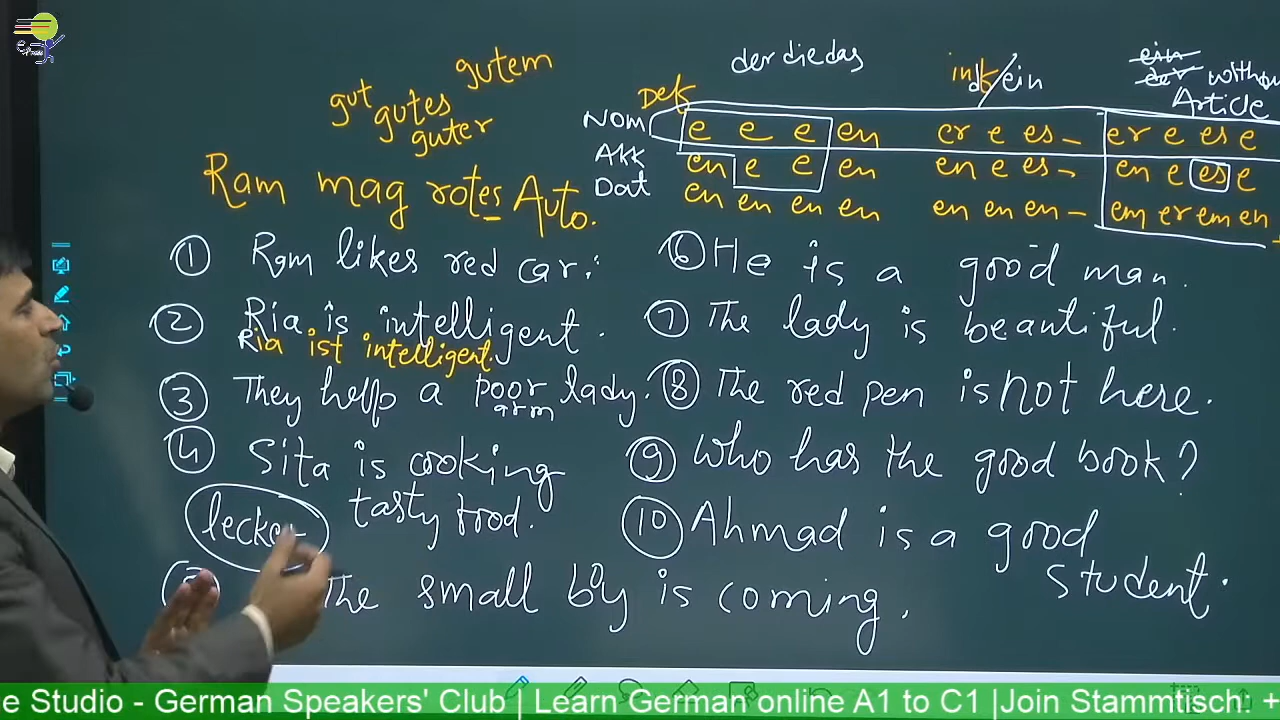 gutem
gut
gutes
guter
Ram mag rotes Auto.
der die das
Def
ein
der
without
Article
Nom e e e en er e es - er e es e
Akk en e e en en e es - en e es e
Dat en en en en en en en - em er em en
① Ram likes red car.
② Ria is intelligent.
Ria ist intelligent.
③ They help a poor lady.
arm
④ Sita is cooking
tasty food.
The small boy is coming.
⑥ He is a good man.
⑦ The lady is beautiful.
⑧ The red pen is not here.
⑨ Who has the good book?
⑩ Ahmad is a good
student.
e Studio - German Speakers' Club | Learn German online A1 to C1 |Join Stammtisch: +